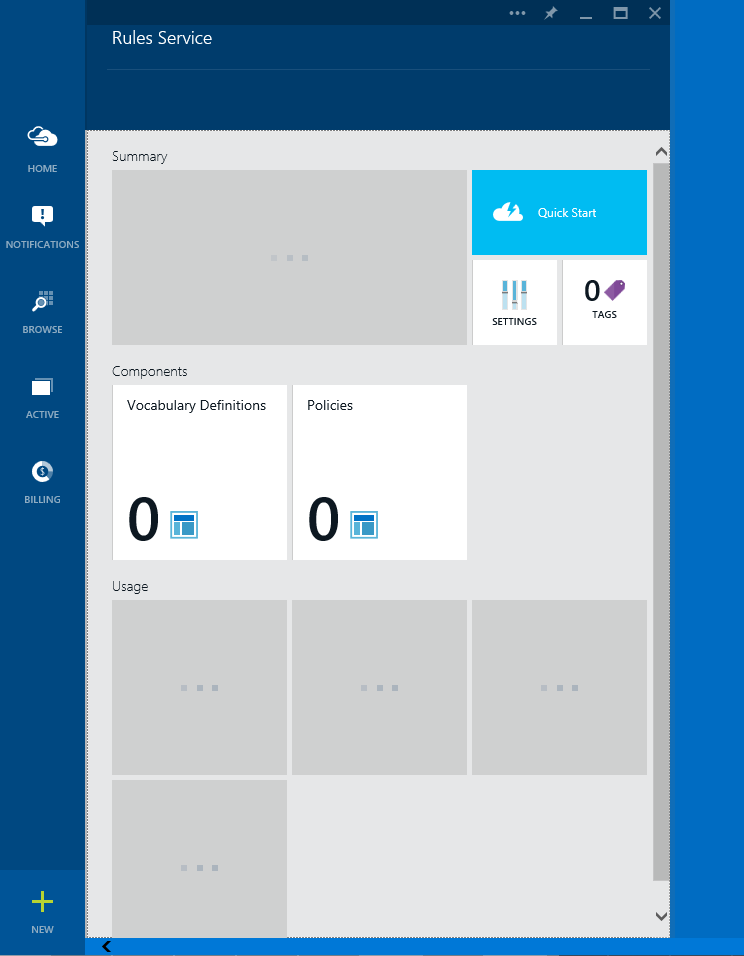 Rules Service
HOME
NOTIFICATIONS
BROWSE
ACTIVE
BILLING
NEW
Summary
Quick Start
SETTINGS
0
TAGS
Components
Vocabulary Definitions
0
Policies
0
Usage